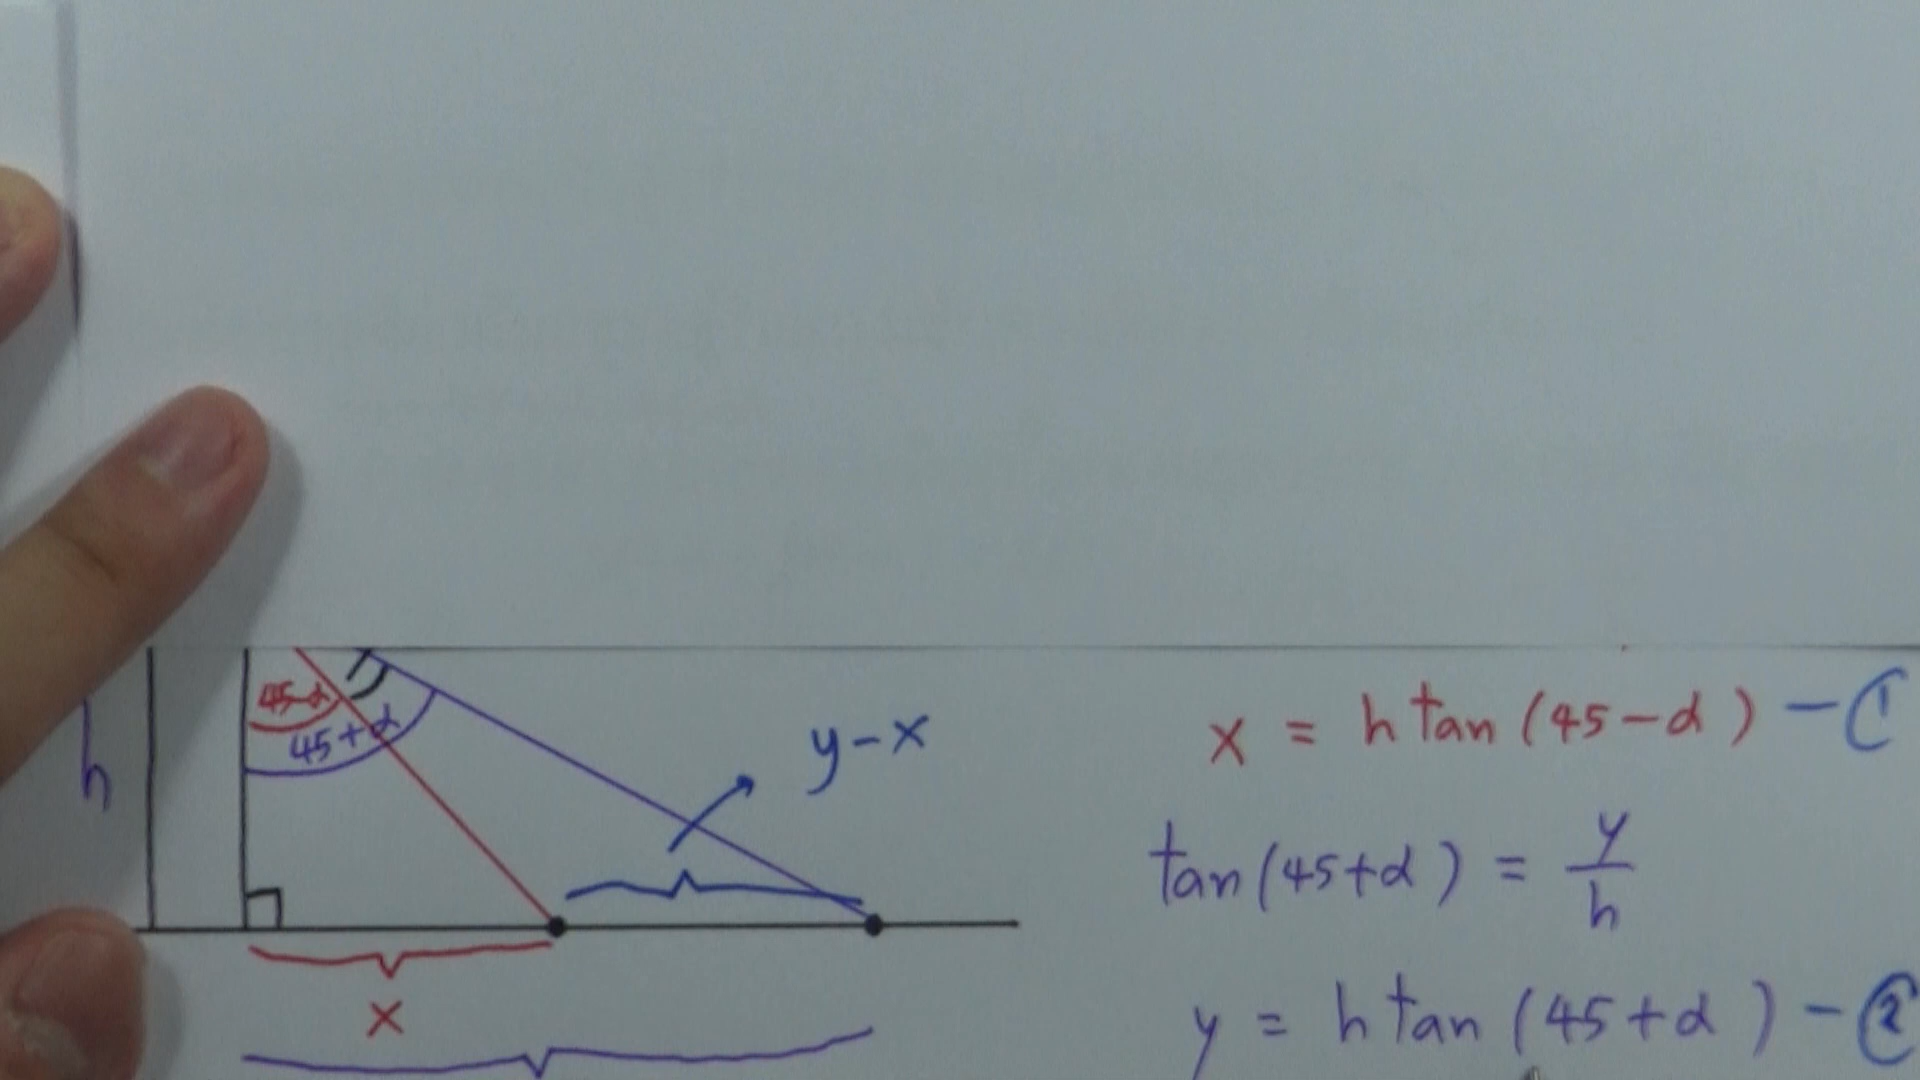 45-α
45+α
h
y-x
x
x = h tan (45-α) - ①
tan (45+α) = y/h
y = h tan (45+α) - ②